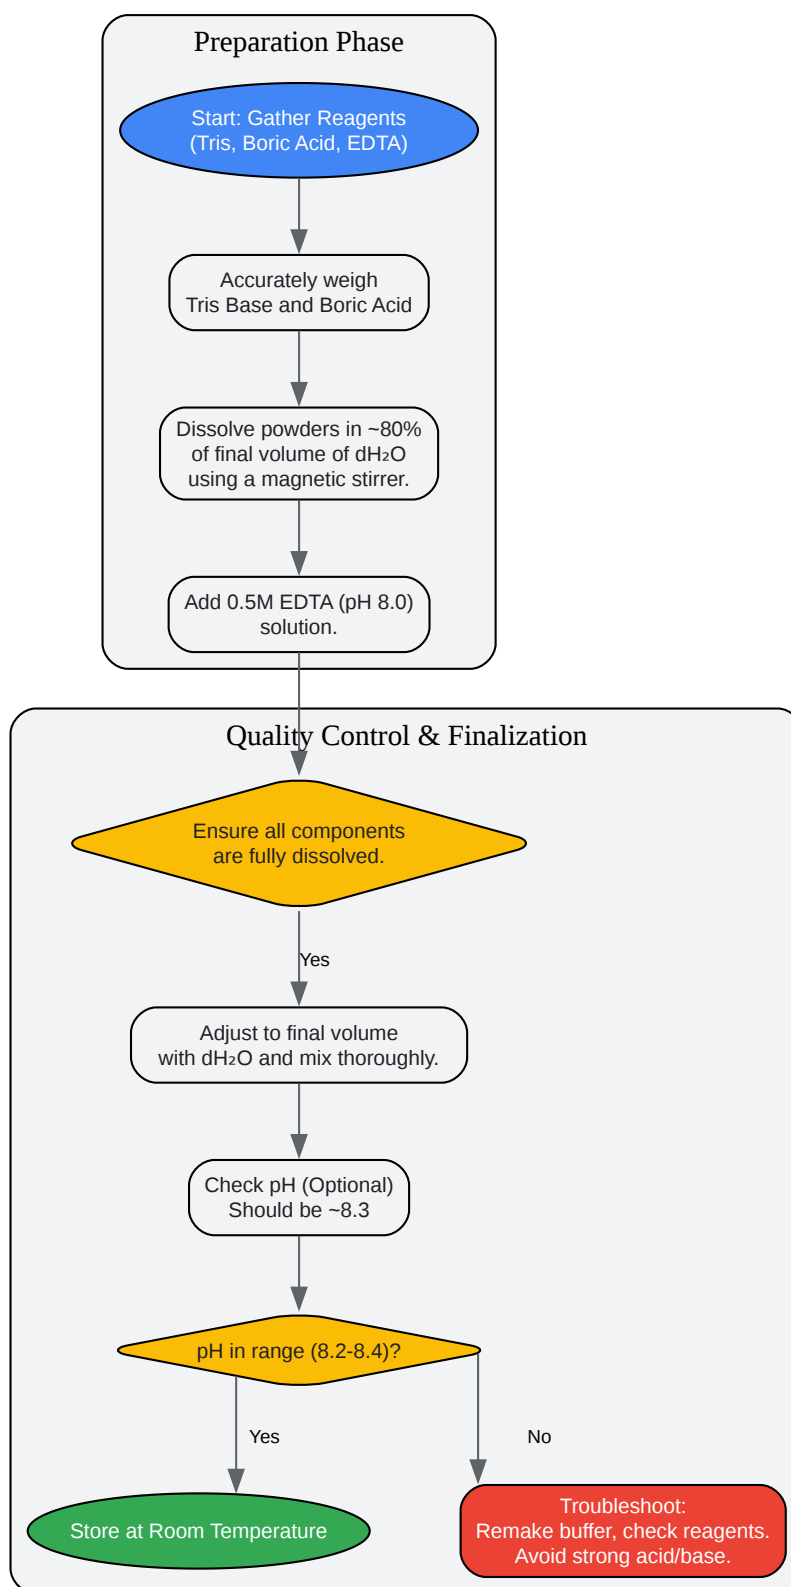 Preparation Phase
Start: Gather Reagents
(Tris, Boric Acid, EDTA)
Accurately weigh
Tris Base and Boric Acid
Dissolve powders in ~80%
of final volume of dH₂O
using a magnetic stirrer.
Add 0.5M EDTA (pH 8.0)
solution.
Quality Control & Finalization
Ensure all components
are fully dissolved.
Yes
Adjust to final volume
with dH₂O and mix thoroughly.
Check pH (Optional)
Should be ~8.3
pH in range (8.2-8.4)?
Yes
No
Store at Room Temperature
Troubleshoot:
Remake buffer, check reagents.
Avoid strong acid/base.